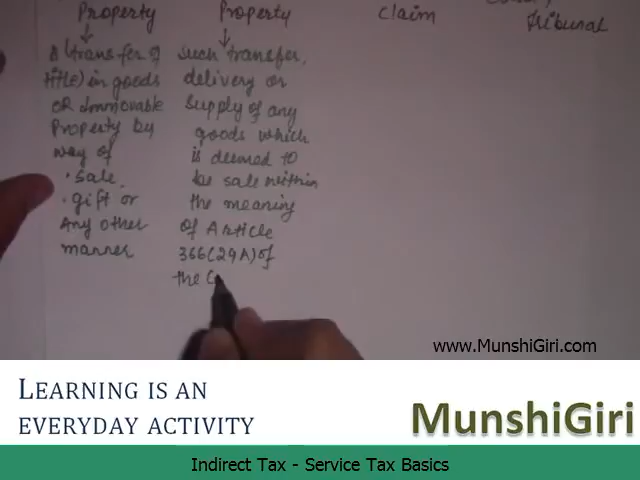 Property
Property
claim
Tribunal
(transfer of
title) in goods
OR Immovable
Property by
way of
• sale
• gift or
Any other
manner
such transfer,
delivery or
supply of any
goods which
is deemed to
be sale within
the meaning
of Article
366(29A) of
the C
www.MunshiGiri.com
LEARNING IS AN
EVERYDAY ACTIVITY
MunshiGiri
Indirect Tax - Service Tax Basics